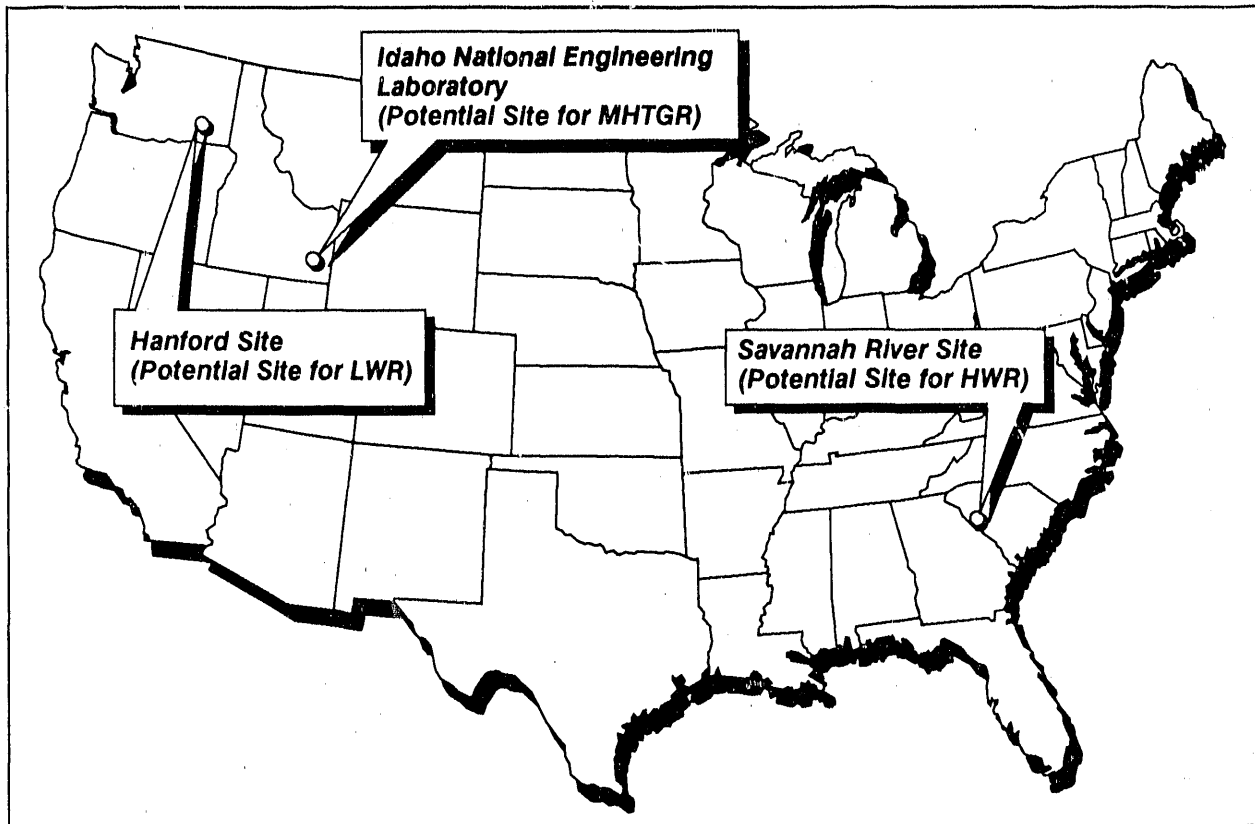 Idaho National Engineering
Laboratory
(Potential Site for MHTGR)
Hanford Site
(Potential Site for LWR)
Savannah River Site
(Potential Site for HWR)